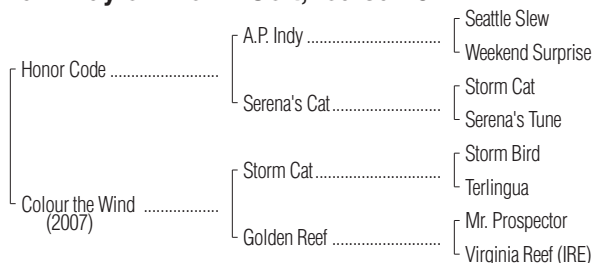 Seattle Slew
A.P. Indy ...........................
Weekend Surprise
Honor Code ...........................
Storm Cat
Serena's Cat...........................
Serena's Tune
Storm Bird
Storm Cat...............................
Terlingua
Colour the Wind ..................
(2007)
Mr. Prospector
Golden Reef ...........................
Virginia Reef (IRE)